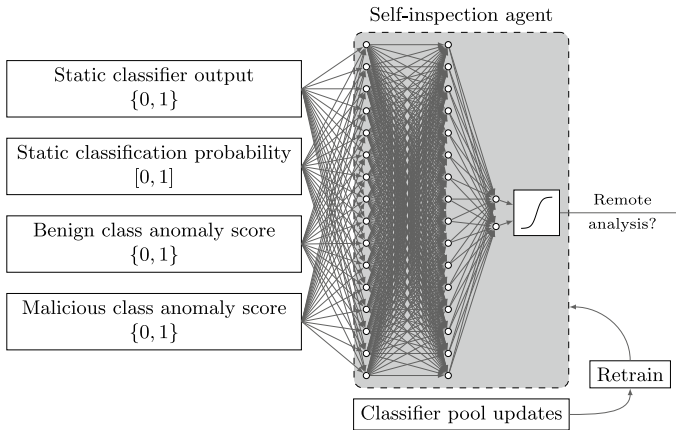 Self-inspection agent
Static classifier output
{0, 1}
Static classification probability
[0, 1]
Benign class anomaly score
{0, 1}
Malicious class anomaly score
{0, 1}
Remote
analysis?
Retrain
Classifier pool updates